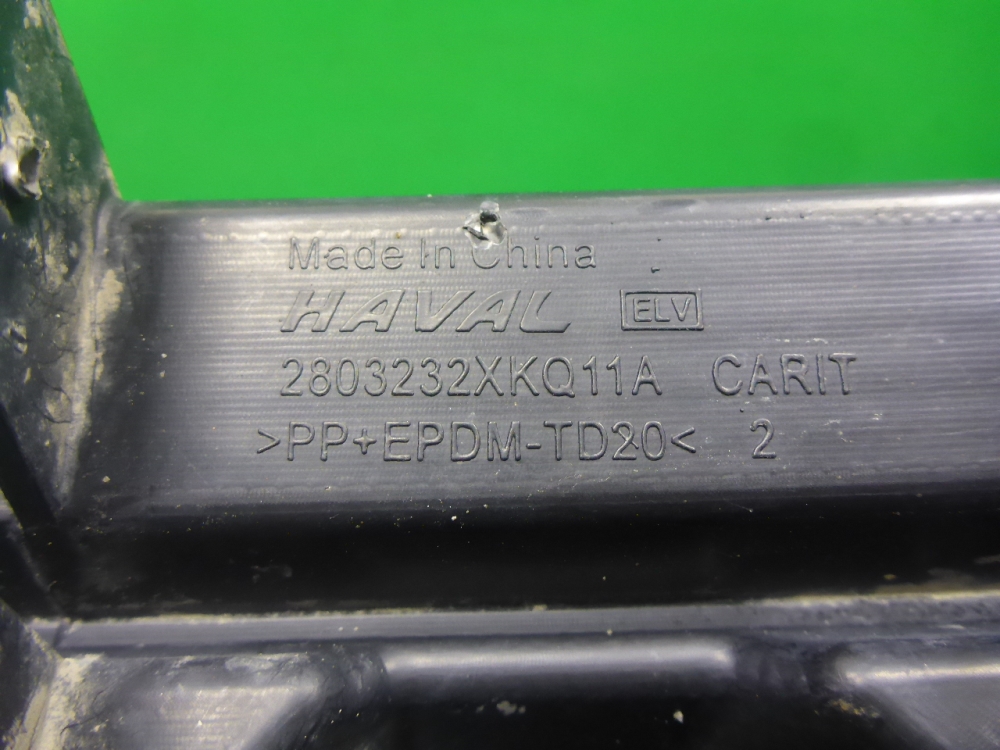 Made In China
HAVAL ELV
2803232XKQ11A CARIT
>PP+EPDM-TD20< 2